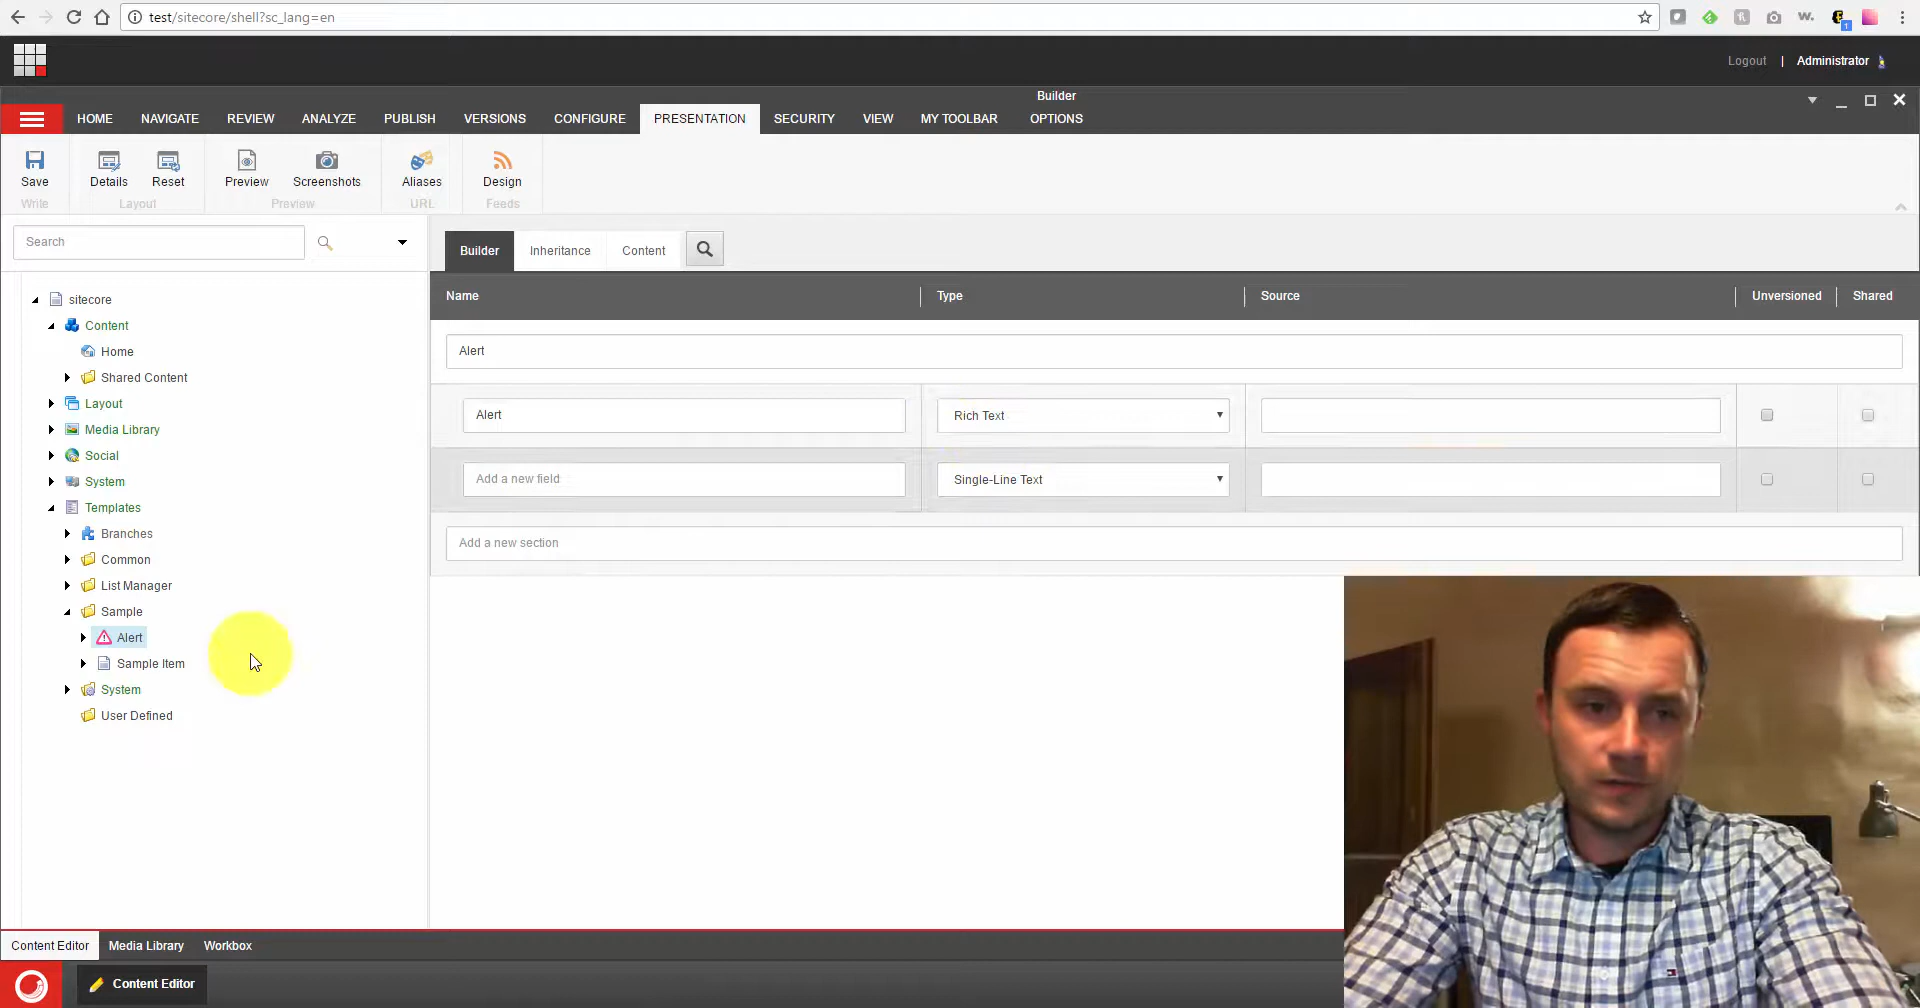 test/sitecore/shell?sc_lang=en
Logout | Administrator
Builder
HOME NAVIGATE REVIEW ANALYZE PUBLISH VERSIONS CONFIGURE PRESENTATION SECURITY VIEW MY TOOLBAR OPTIONS
Save Details Reset Preview Screenshots Aliases Design
Write Layout Preview URL Feeds
Search
Builder Inheritance Content
Name Type Source Unversioned Shared
sitecore
Content
Home
Shared Content
Layout
Media Library
Social
System
Templates
Branches
Common
List Manager
Sample
Alert
Sample Item
System
User Defined
Alert
Alert Rich Text
Add a new field Single-Line Text
Add a new section
Content Editor Media Library Workbox
Content Editor